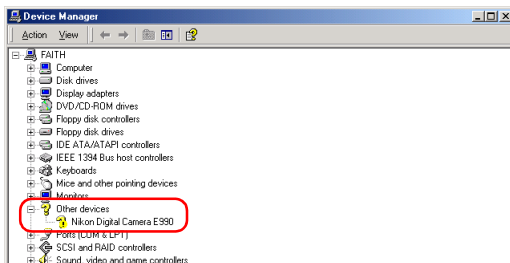 Device Manager
Action View
FAITH
Computer
Disk drives
Display adapters
DVD/CD-ROM drives
Floppy disk controllers
Floppy disk drives
IDE ATA/ATAPI controllers
IEEE 1394 Bus host controllers
Keyboards
Mice and other pointing devices
Monitors
Other devices
Nikon Digital Camera E990
Ports (COM & LPT)
SCSI and RAID controllers
Sound, video and game controllers